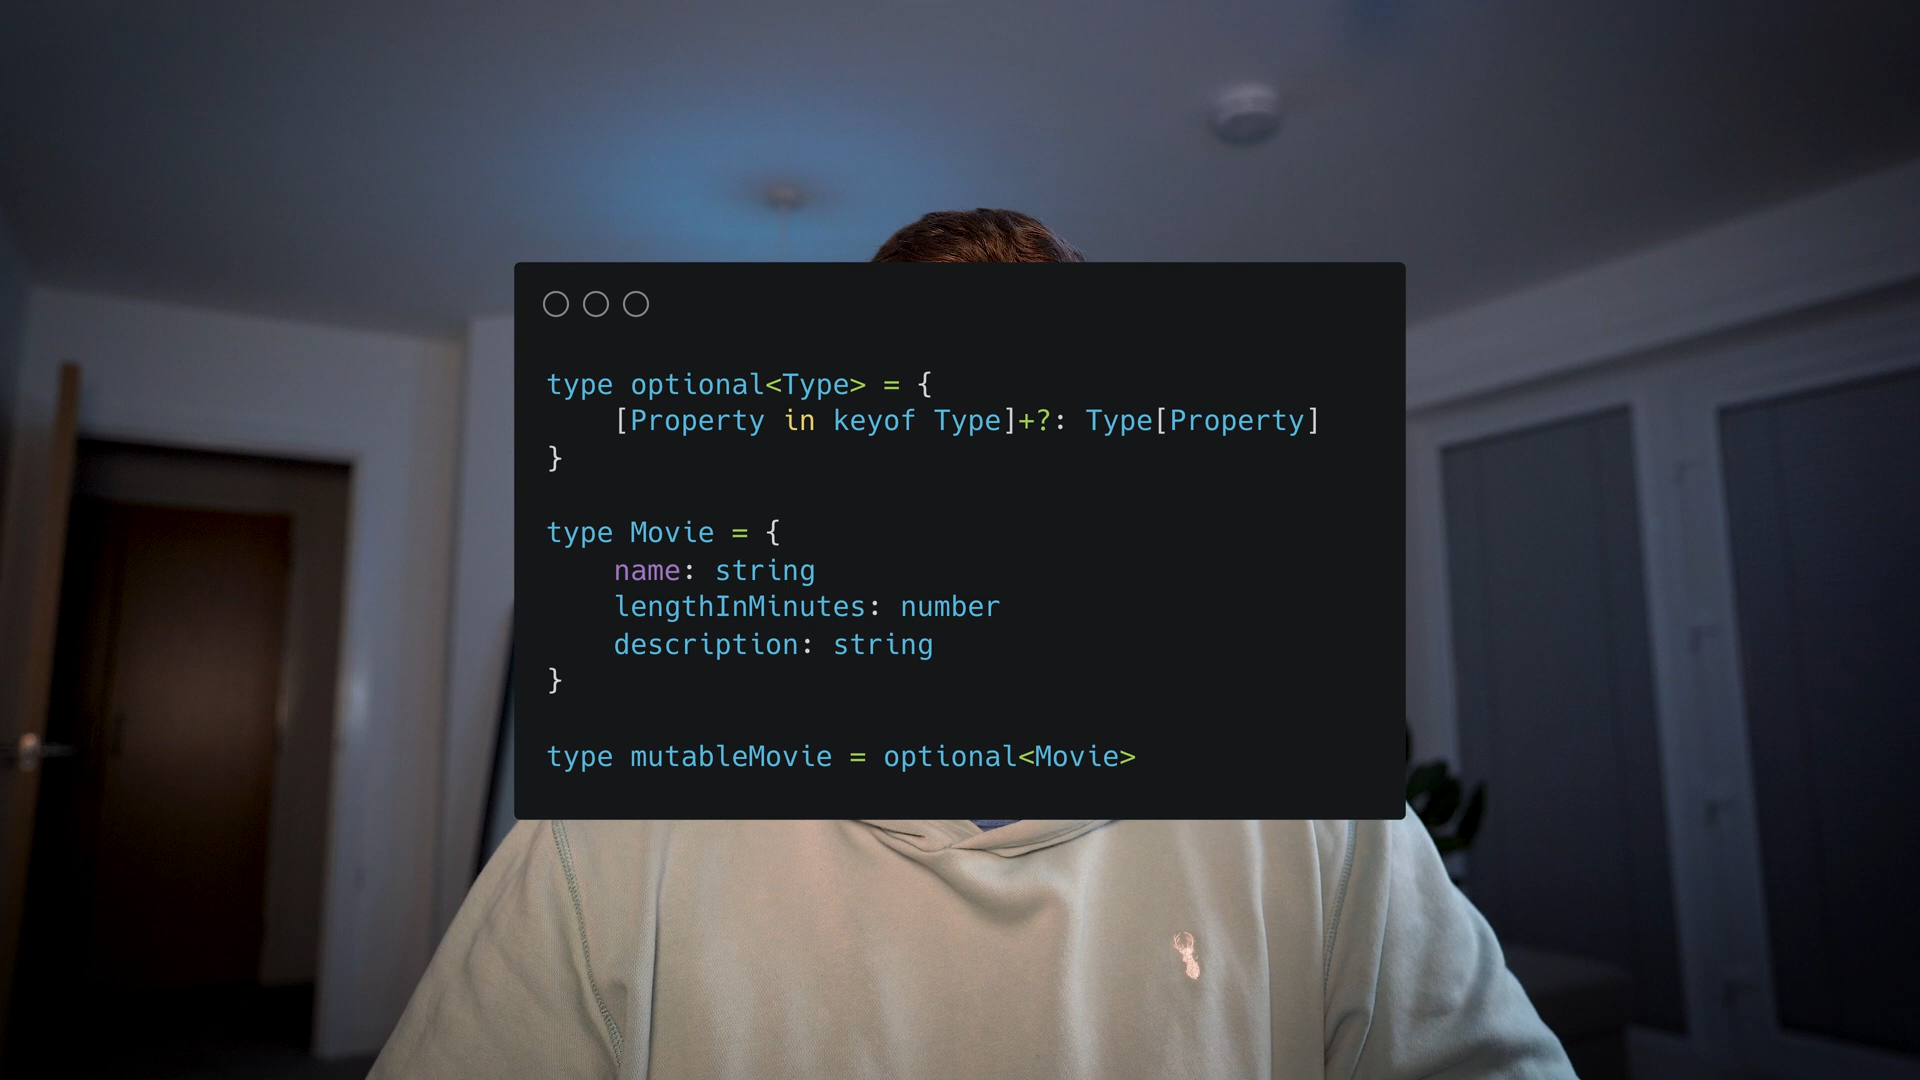 type optional<Type> = {
    [Property in keyof Type]+?: Type[Property]
}
type Movie = {
    name: string
    lengthInMinutes: number
    description: string
}
type mutableMovie = optional<Movie>